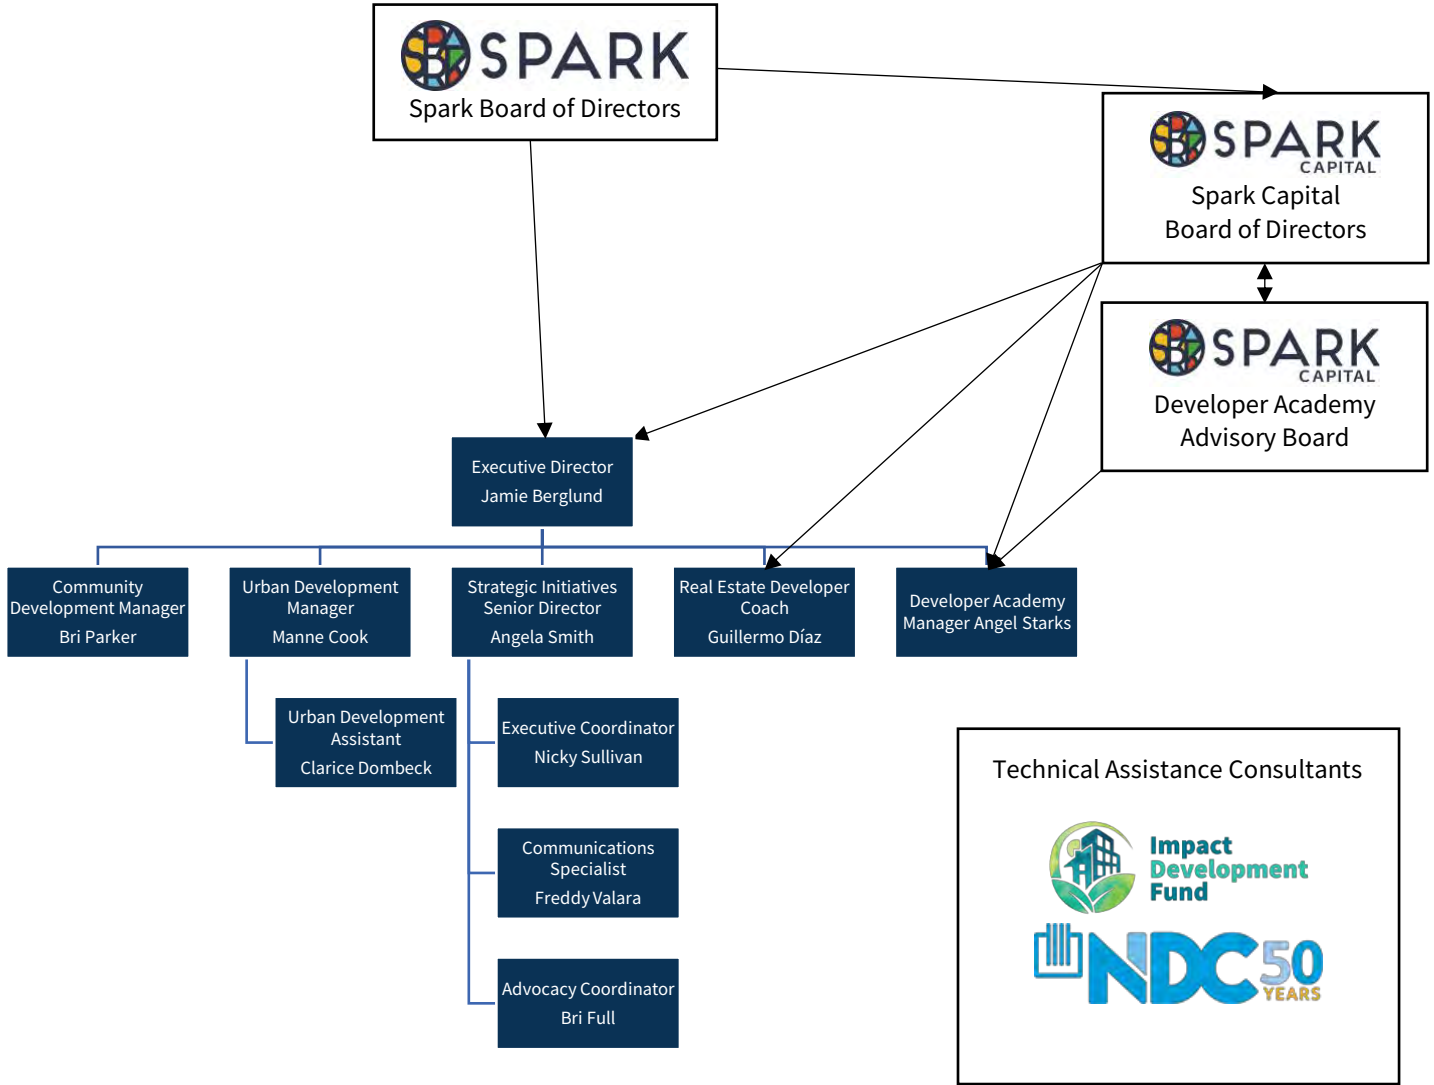 SPARK
Spark Board of Directors
SPARK
CAPITAL
Spark Capital
Board of Directors
SPARK
CAPITAL
Developer Academy
Advisory Board
Executive Director
Jamie Berglund
Community
Development Manager
Bri Parker
Urban Development
Manager
Manne Cook
Strategic Initiatives
Senior Director
Angela Smith
Real Estate Developer
Coach
Guillermo Díaz
Developer Academy
Manager Angel Starks
Urban Development
Assistant
Clarice Dombeck
Executive Coordinator
Nicky Sullivan
Communications
Specialist
Freddy Valara
Advocacy Coordinator
Bri Full
Technical Assistance Consultants
Impact
Development
Fund
NDC 50
YEARS